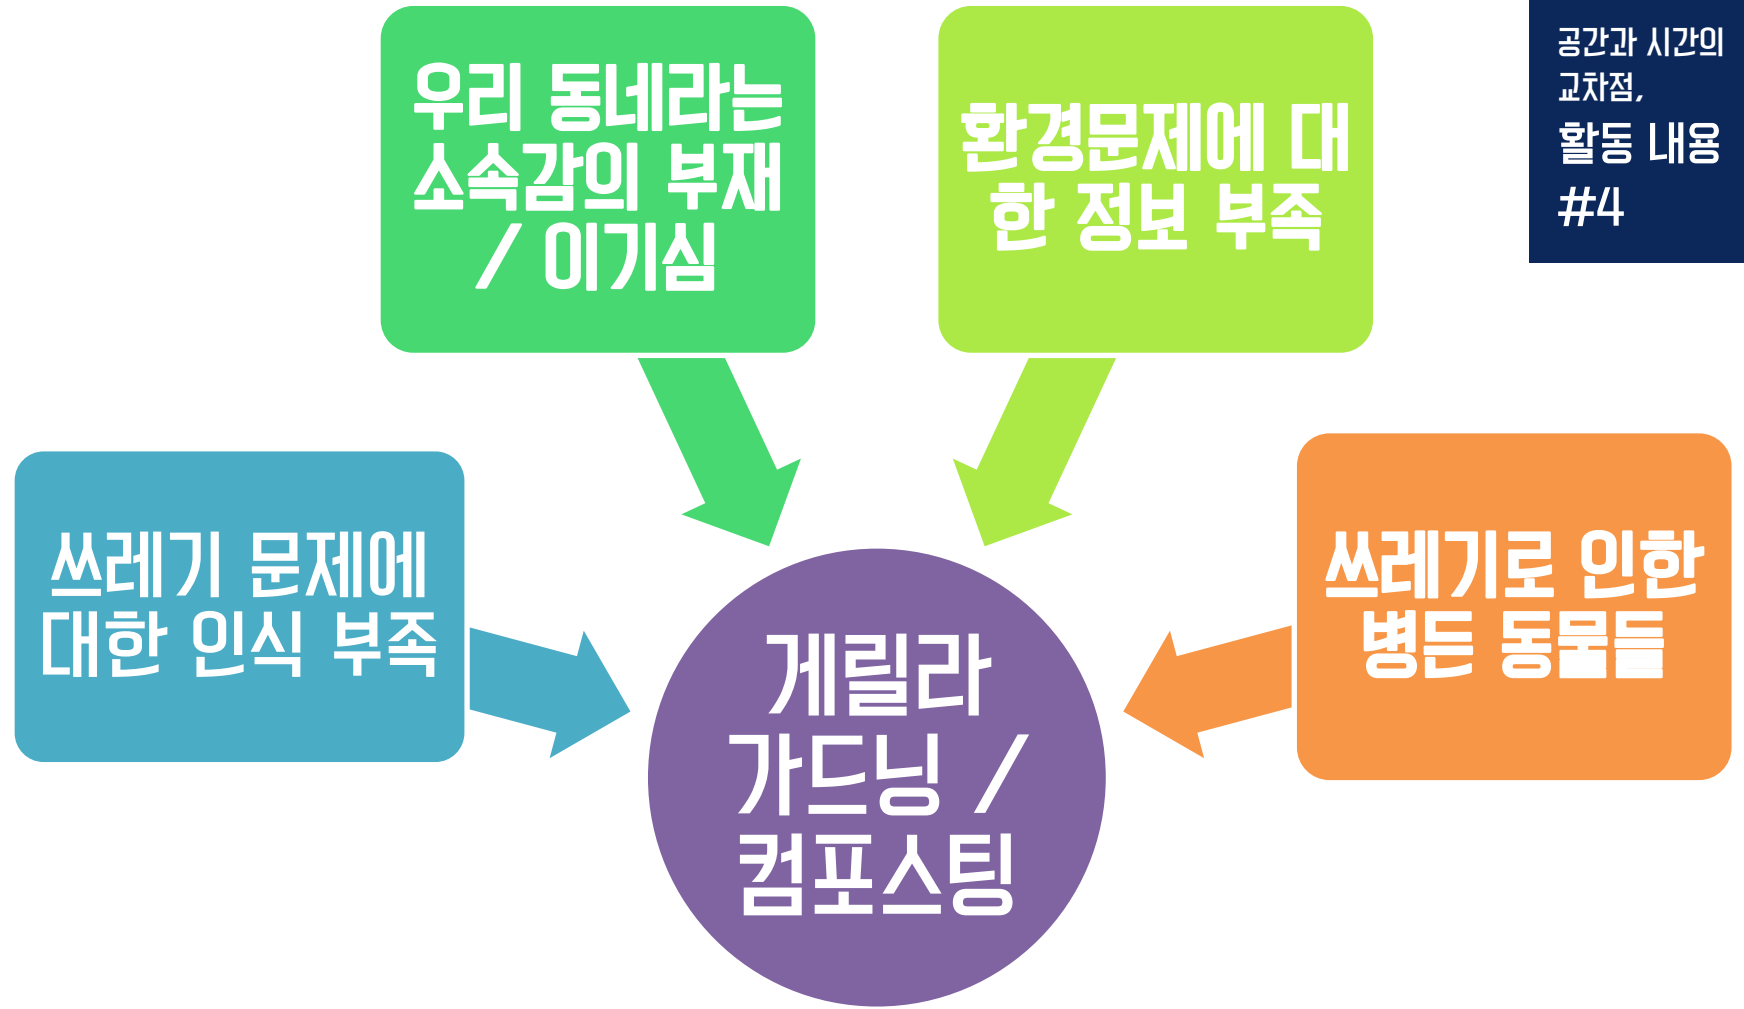 우리 동네라는
소속감의 부재
/ 이기심
환경문제에 대
한 정보 부족
공간과 시간의
교차점,
활동 내용
#4
쓰레기 문제에
대한 인식 부족
쓰레기로 인한
병든 동물들
게릴라
가드닝 /
컴포스팅